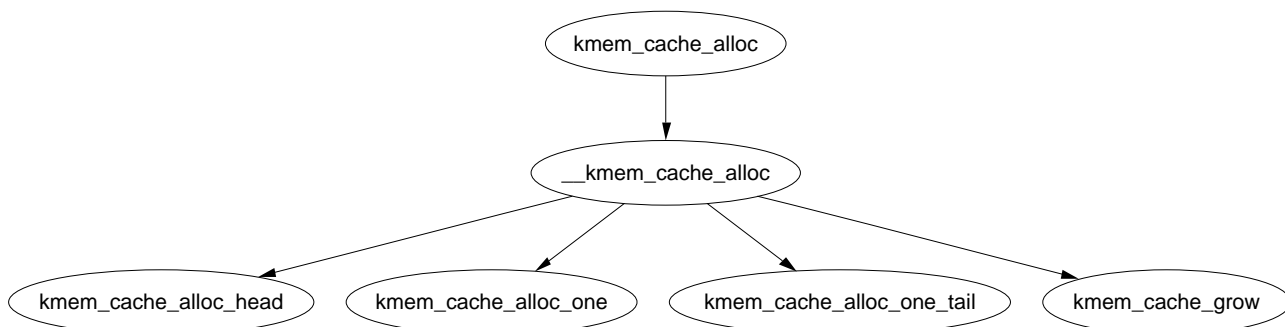 kmem_cache_alloc
__kmem_cache_alloc
kmem_cache_alloc_head
kmem_cache_alloc_one
kmem_cache_alloc_one_tail
kmem_cache_grow